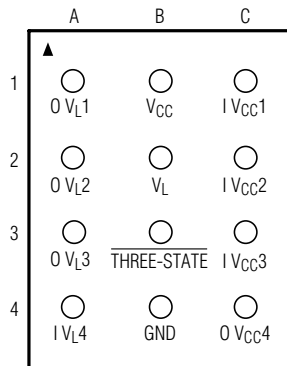 A B C
1
O VL1 VCC I VCC1
2
O VL2 VL I VCC2
3
O VL3 THREE-STATE I VCC3
4
I VL4 GND O VCC4